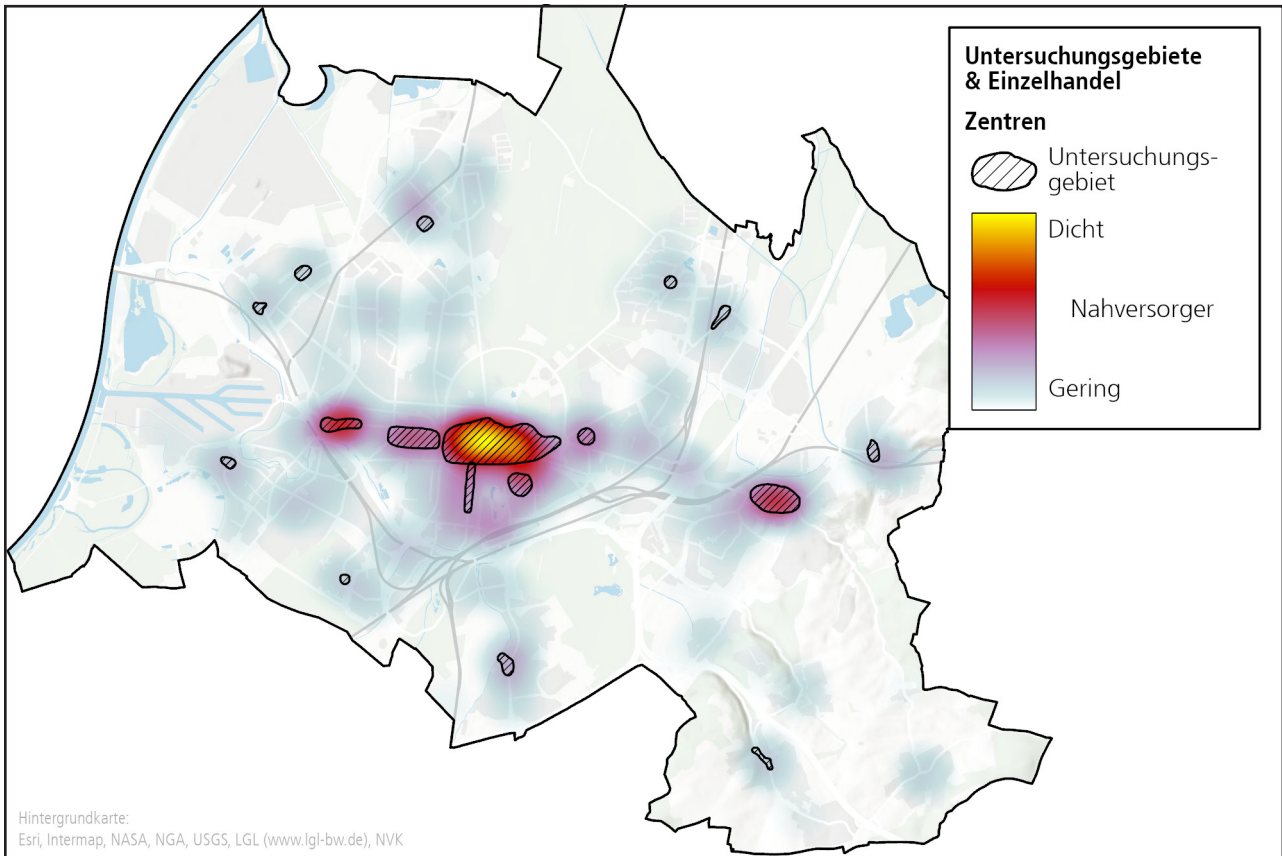 Untersuchungsgebiete
& Einzelhandel
Zentren
Untersuchungs-
gebiet
Dicht
Nahversorger
Gering
Hintergrundkarte:
Esri, Intermap, NASA, NGA, USGS, LGL (www.lgl-bw.de), NVK